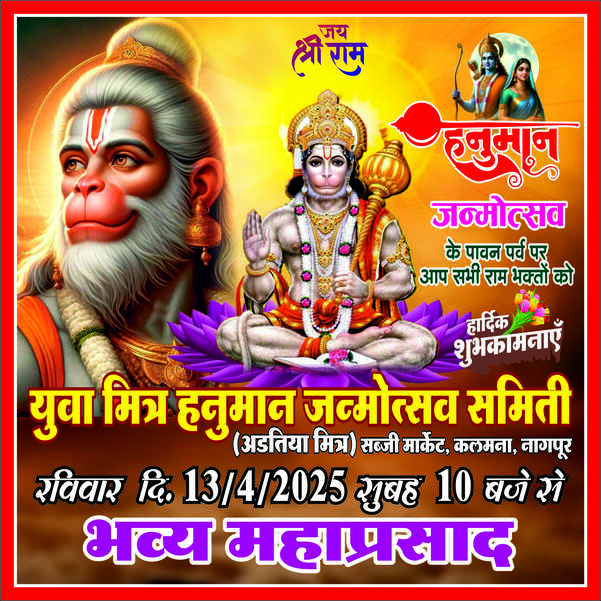 जय
श्री राम
हनुमान
जन्मोत्सव
के पावन पर्व पर
आप सभी राम भक्तों को
हार्दिक
शुभकामनाएँ
युवा मित्र हनुमान जन्मोत्सव समिती
(अडतिया मित्र) सब्जी मार्केट, कलमना, नागपूर
रविवार दि. 13/4/2025 सुबह 10 बजे से
भव्य महाप्रसाद